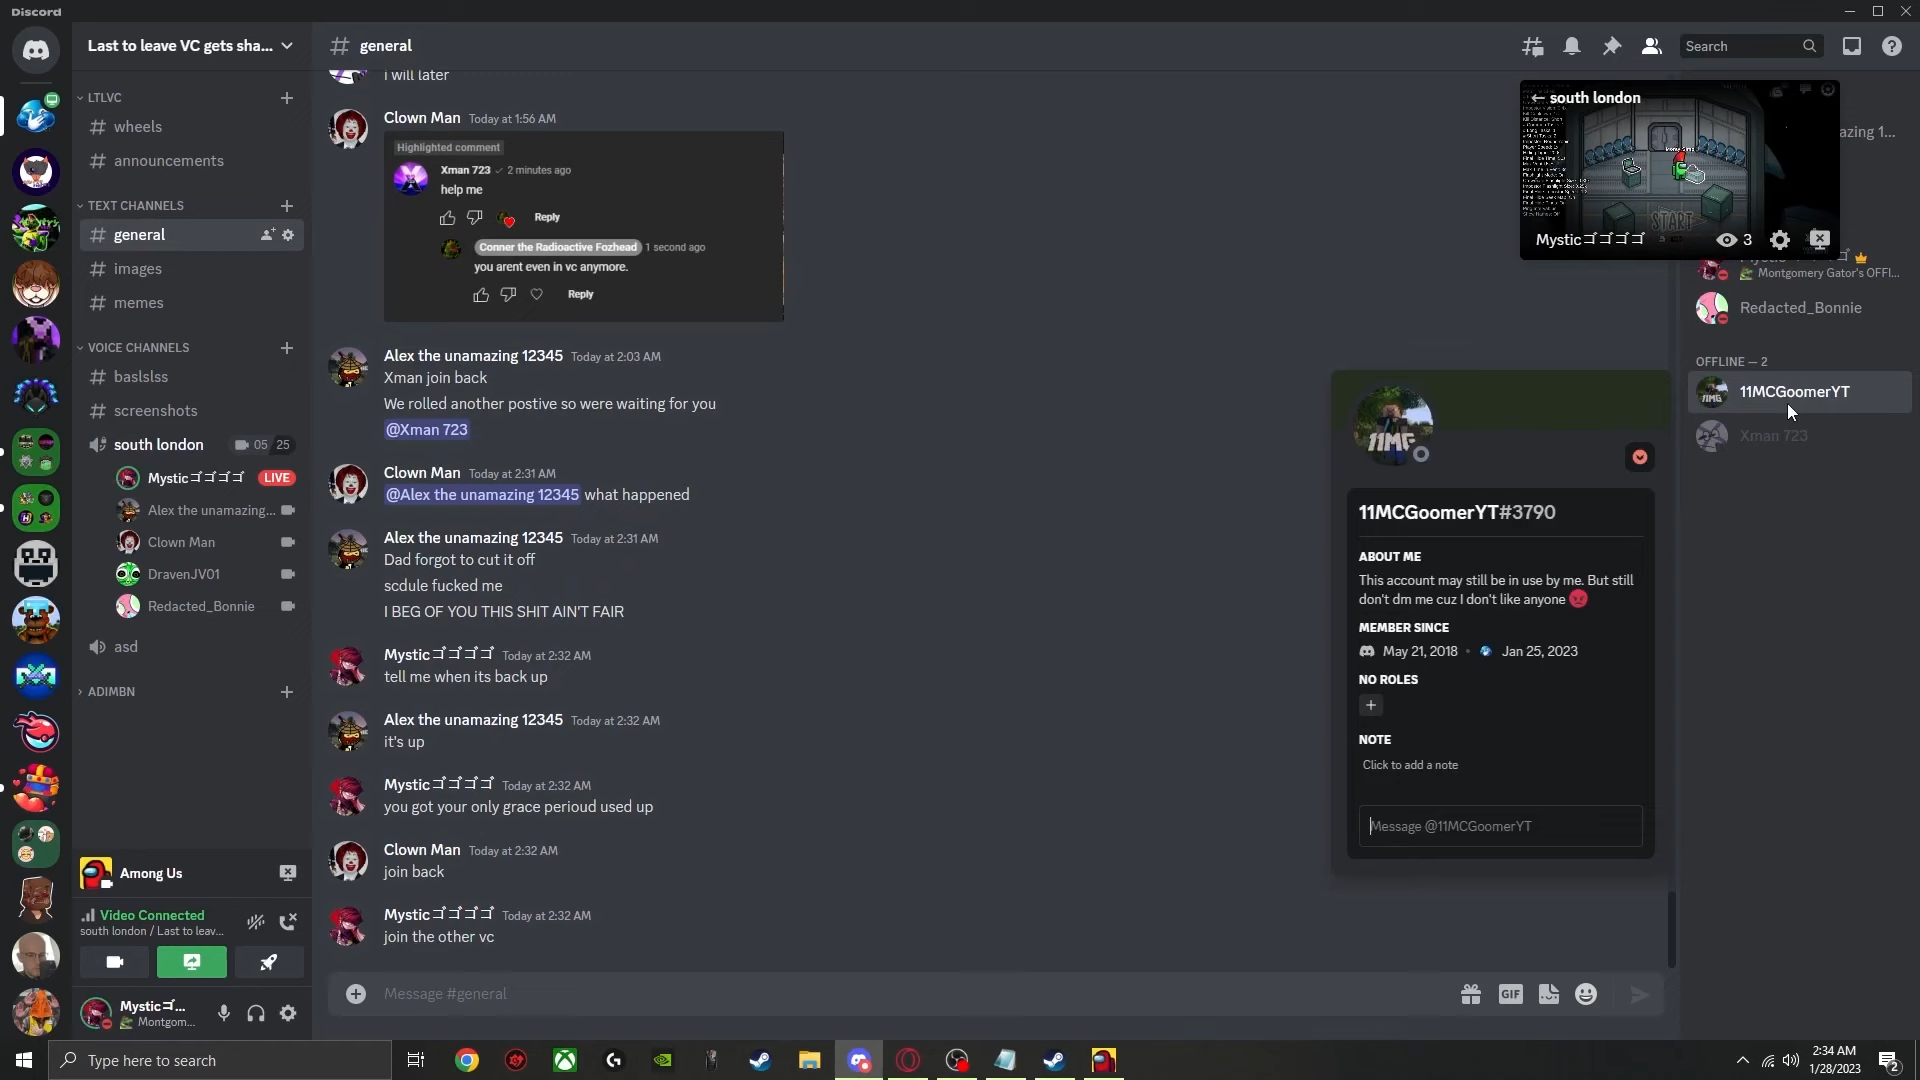 Discord
Last to leave VC gets sha...
LTLVC
wheels
announcements
TEXT CHANNELS
general
images
memes
VOICE CHANNELS
baslslss
screenshots
south london 05 25
Mysticゴゴゴゴ LIVE
Alex the unamazing...
Clown Man
DravenJV01
Redacted_Bonnie
asd
ADIMBN
Among Us
Video Connected
south london / Last to leav...
Mysticゴ...
Montgom...
# general
Search
I will later
Clown Man Today at 1:56 AM
Highlighted comment
Xman 723 2 minutes ago
help me
Reply
Conner the Radioactive Fozhead 1 second ago
you arent even in vc anymore.
Reply
Alex the unamazing 12345 Today at 2:03 AM
Xman join back
We rolled another postive so were waiting for you
@Xman 723
Clown Man Today at 2:31 AM
@Alex the unamazing 12345 what happened
Alex the unamazing 12345 Today at 2:31 AM
Dad forgot to cut it off
scdule fucked me
I BEG OF YOU THIS SHIT AIN'T FAIR
Mysticゴゴゴゴ Today at 2:32 AM
tell me when its back up
Alex the unamazing 12345 Today at 2:32 AM
it's up
Mysticゴゴゴゴ Today at 2:32 AM
you got your only grace perioud used up
Clown Man Today at 2:32 AM
join back
Mysticゴゴゴゴ Today at 2:32 AM
join the other vc
Message #general
GIF
south london
START
Mysticゴゴゴゴ 3
azing 1...
Montgomery Gator's OFFI...
Redacted_Bonnie
OFFLINE — 2
11MCGoomerYT
Xman 723
11MG
11MCGoomerYT#3790
ABOUT ME
This account may still be in use by me. But still
don't dm me cuz I don't like anyone 😡
MEMBER SINCE
May 21, 2018 • Jan 25, 2023
NO ROLES
NOTE
Click to add a note
Message @11MCGoomerYT
Type here to search
2:34 AM
1/28/2023
2